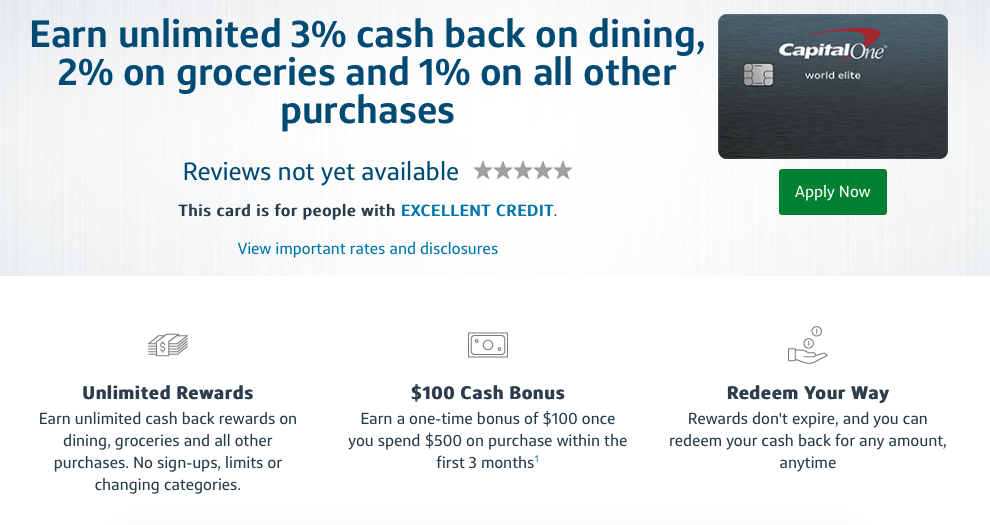 Earn unlimited 3% cash back on dining,
2% on groceries and 1% on all other
purchases
CapitalOne®
world elite
Reviews not yet available
Apply Now
This card is for people with EXCELLENT CREDIT.
View important rates and disclosures
$
Unlimited Rewards
Earn unlimited cash back rewards on
dining, groceries and all other
purchases. No sign-ups, limits or
changing categories.
$100 Cash Bonus
Earn a one-time bonus of $100 once
you spend $500 on purchase within the
first 3 months¹
Redeem Your Way
Rewards don't expire, and you can
redeem your cash back for any amount,
anytime